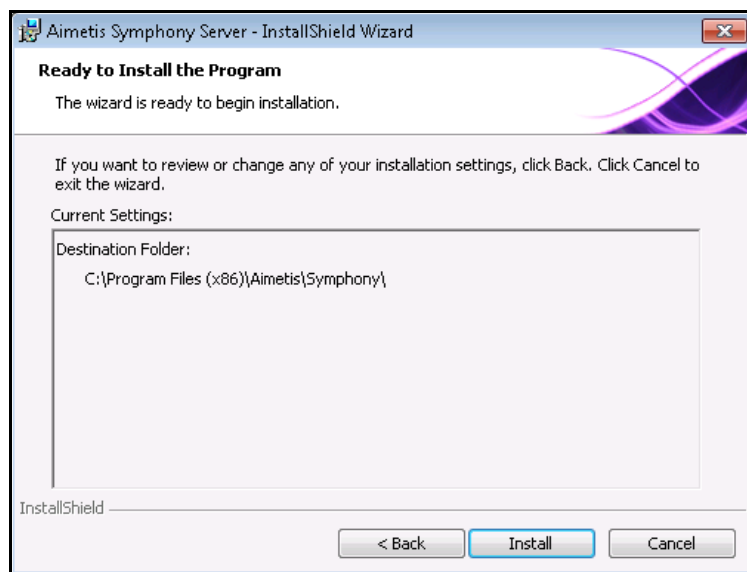 Aimetis Symphony Server - InstallShield Wizard
Ready to Install the Program
The wizard is ready to begin installation.
If you want to review or change any of your installation settings, click Back. Click Cancel to
exit the wizard.
Current Settings:
Destination Folder:
C:\Program Files (x86)\Aimetis\Symphony\
InstallShield
< Back Install Cancel